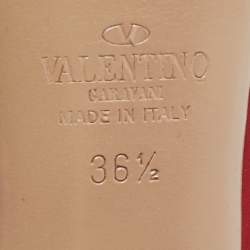 VALENTINO
GARAVANI
MADE IN ITALY
36½